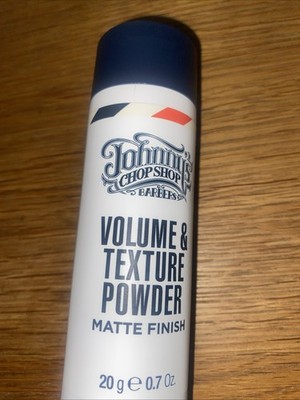 Johnny's
CHOP SHOP
BARBERS
VOLUME &
TEXTURE
POWDER
MATTE FINISH
20 g ℮ 0.7 Oz.